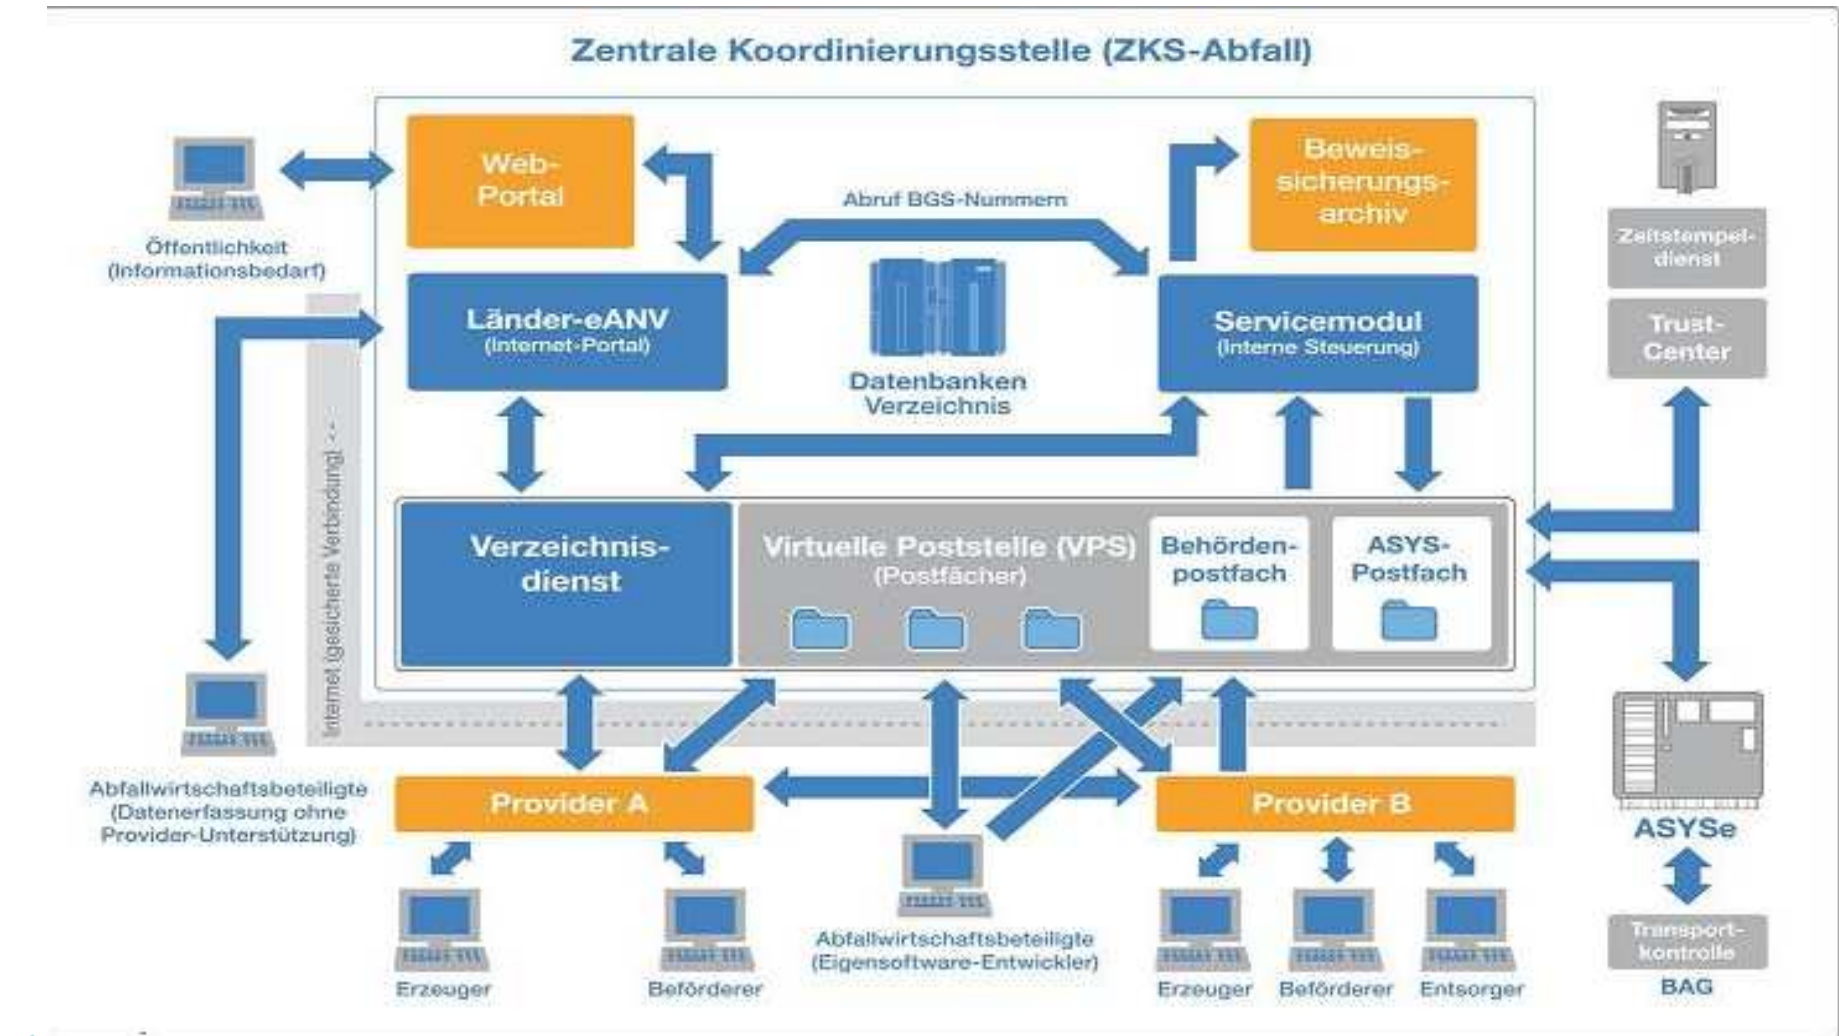 Zentrale Koordinierungsstelle (ZKS-Abfall)
Web-
Portal
Beweis-
sicherungs-
archiv
Abruf BGS-Nummern
Öffentlichkeit
(Informationsbedarf)
Zeitstempel-
dienst
Länder-eANV
(Internet-Portal)
Servicemodul
(Interne Steuerung)
Trust-
Center
Datenbanken
Verzeichnis
Internet (gesicherte Verbindung) --
Verzeichnis-
dienst
Virtuelle Poststelle (VPS)
(Postfächer)
Behörden-
postfach
ASYS-
Postfach
Abfallwirtschaftsbeteiligte
(Datenerfassung ohne
Provider-Unterstützung)
Provider A
Provider B
ASYSe
Erzeuger
Beförderer
Abfallwirtschaftsbeteiligte
(Eigensoftware-Entwickler)
Erzeuger
Beförderer
Entsorger
Transport-
kontrolle
BAG